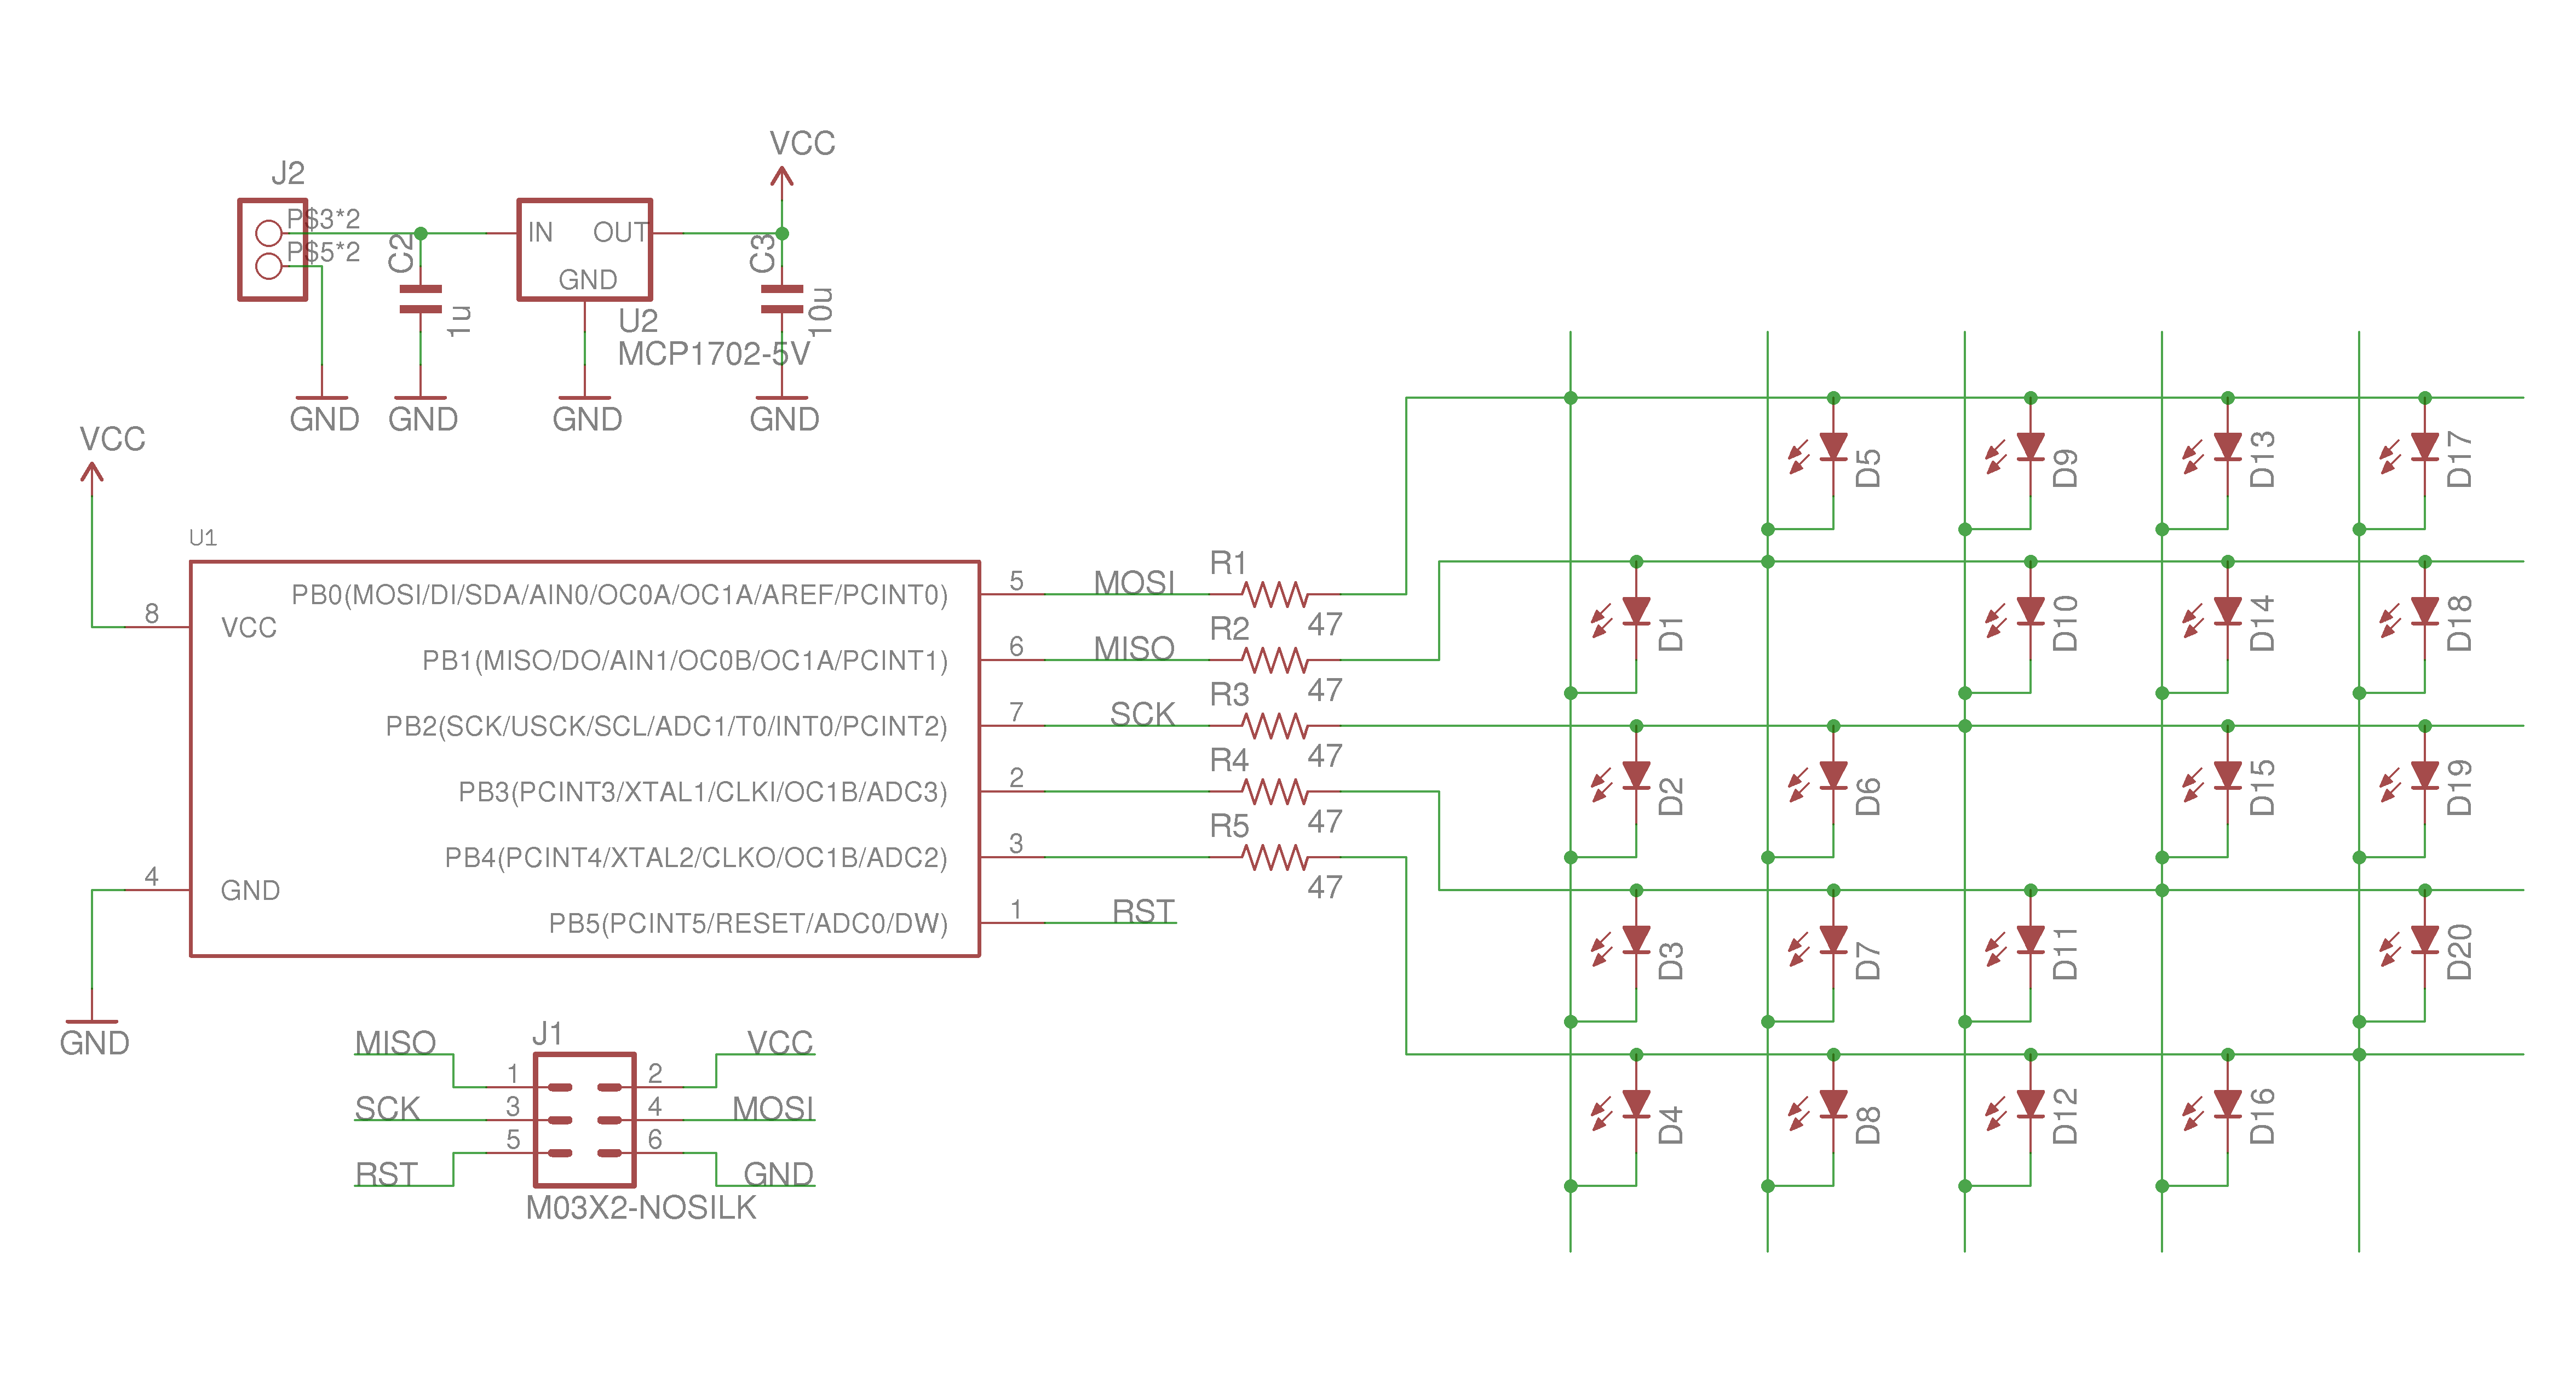 VCC
J2
P$3*2
P$5*2
C2
1u
IN
OUT
GND
U2
MCP1702-5V
C3
10u
GND
GND
GND
GND
VCC
U1
8
VCC
4
GND
GND
PB0(MOSI/DI/SDA/AIN0/OC0A/OC1A/AREF/PCINT0)
PB1(MISO/DO/AIN1/OC0B/OC1A/PCINT1)
PB2(SCK/USCK/SCL/ADC1/T0/INT0/PCINT2)
PB3(PCINT3/XTAL1/CLKI/OC1B/ADC3)
PB4(PCINT4/XTAL2/CLKO/OC1B/ADC2)
PB5(PCINT5/RESET/ADC0/DW)
5
MOSI
R1
47
6
MISO
R2
47
7
SCK
R3
47
2
R4
47
3
R5
47
1
RST
D5
D9
D13
D17
D1
D10
D14
D18
D2
D6
D15
D19
D3
D7
D11
D20
D4
D8
D12
D16
J1
MISO
1
2
VCC
SCK
3
4
MOSI
RST
5
6
GND
M03X2-NOSILK